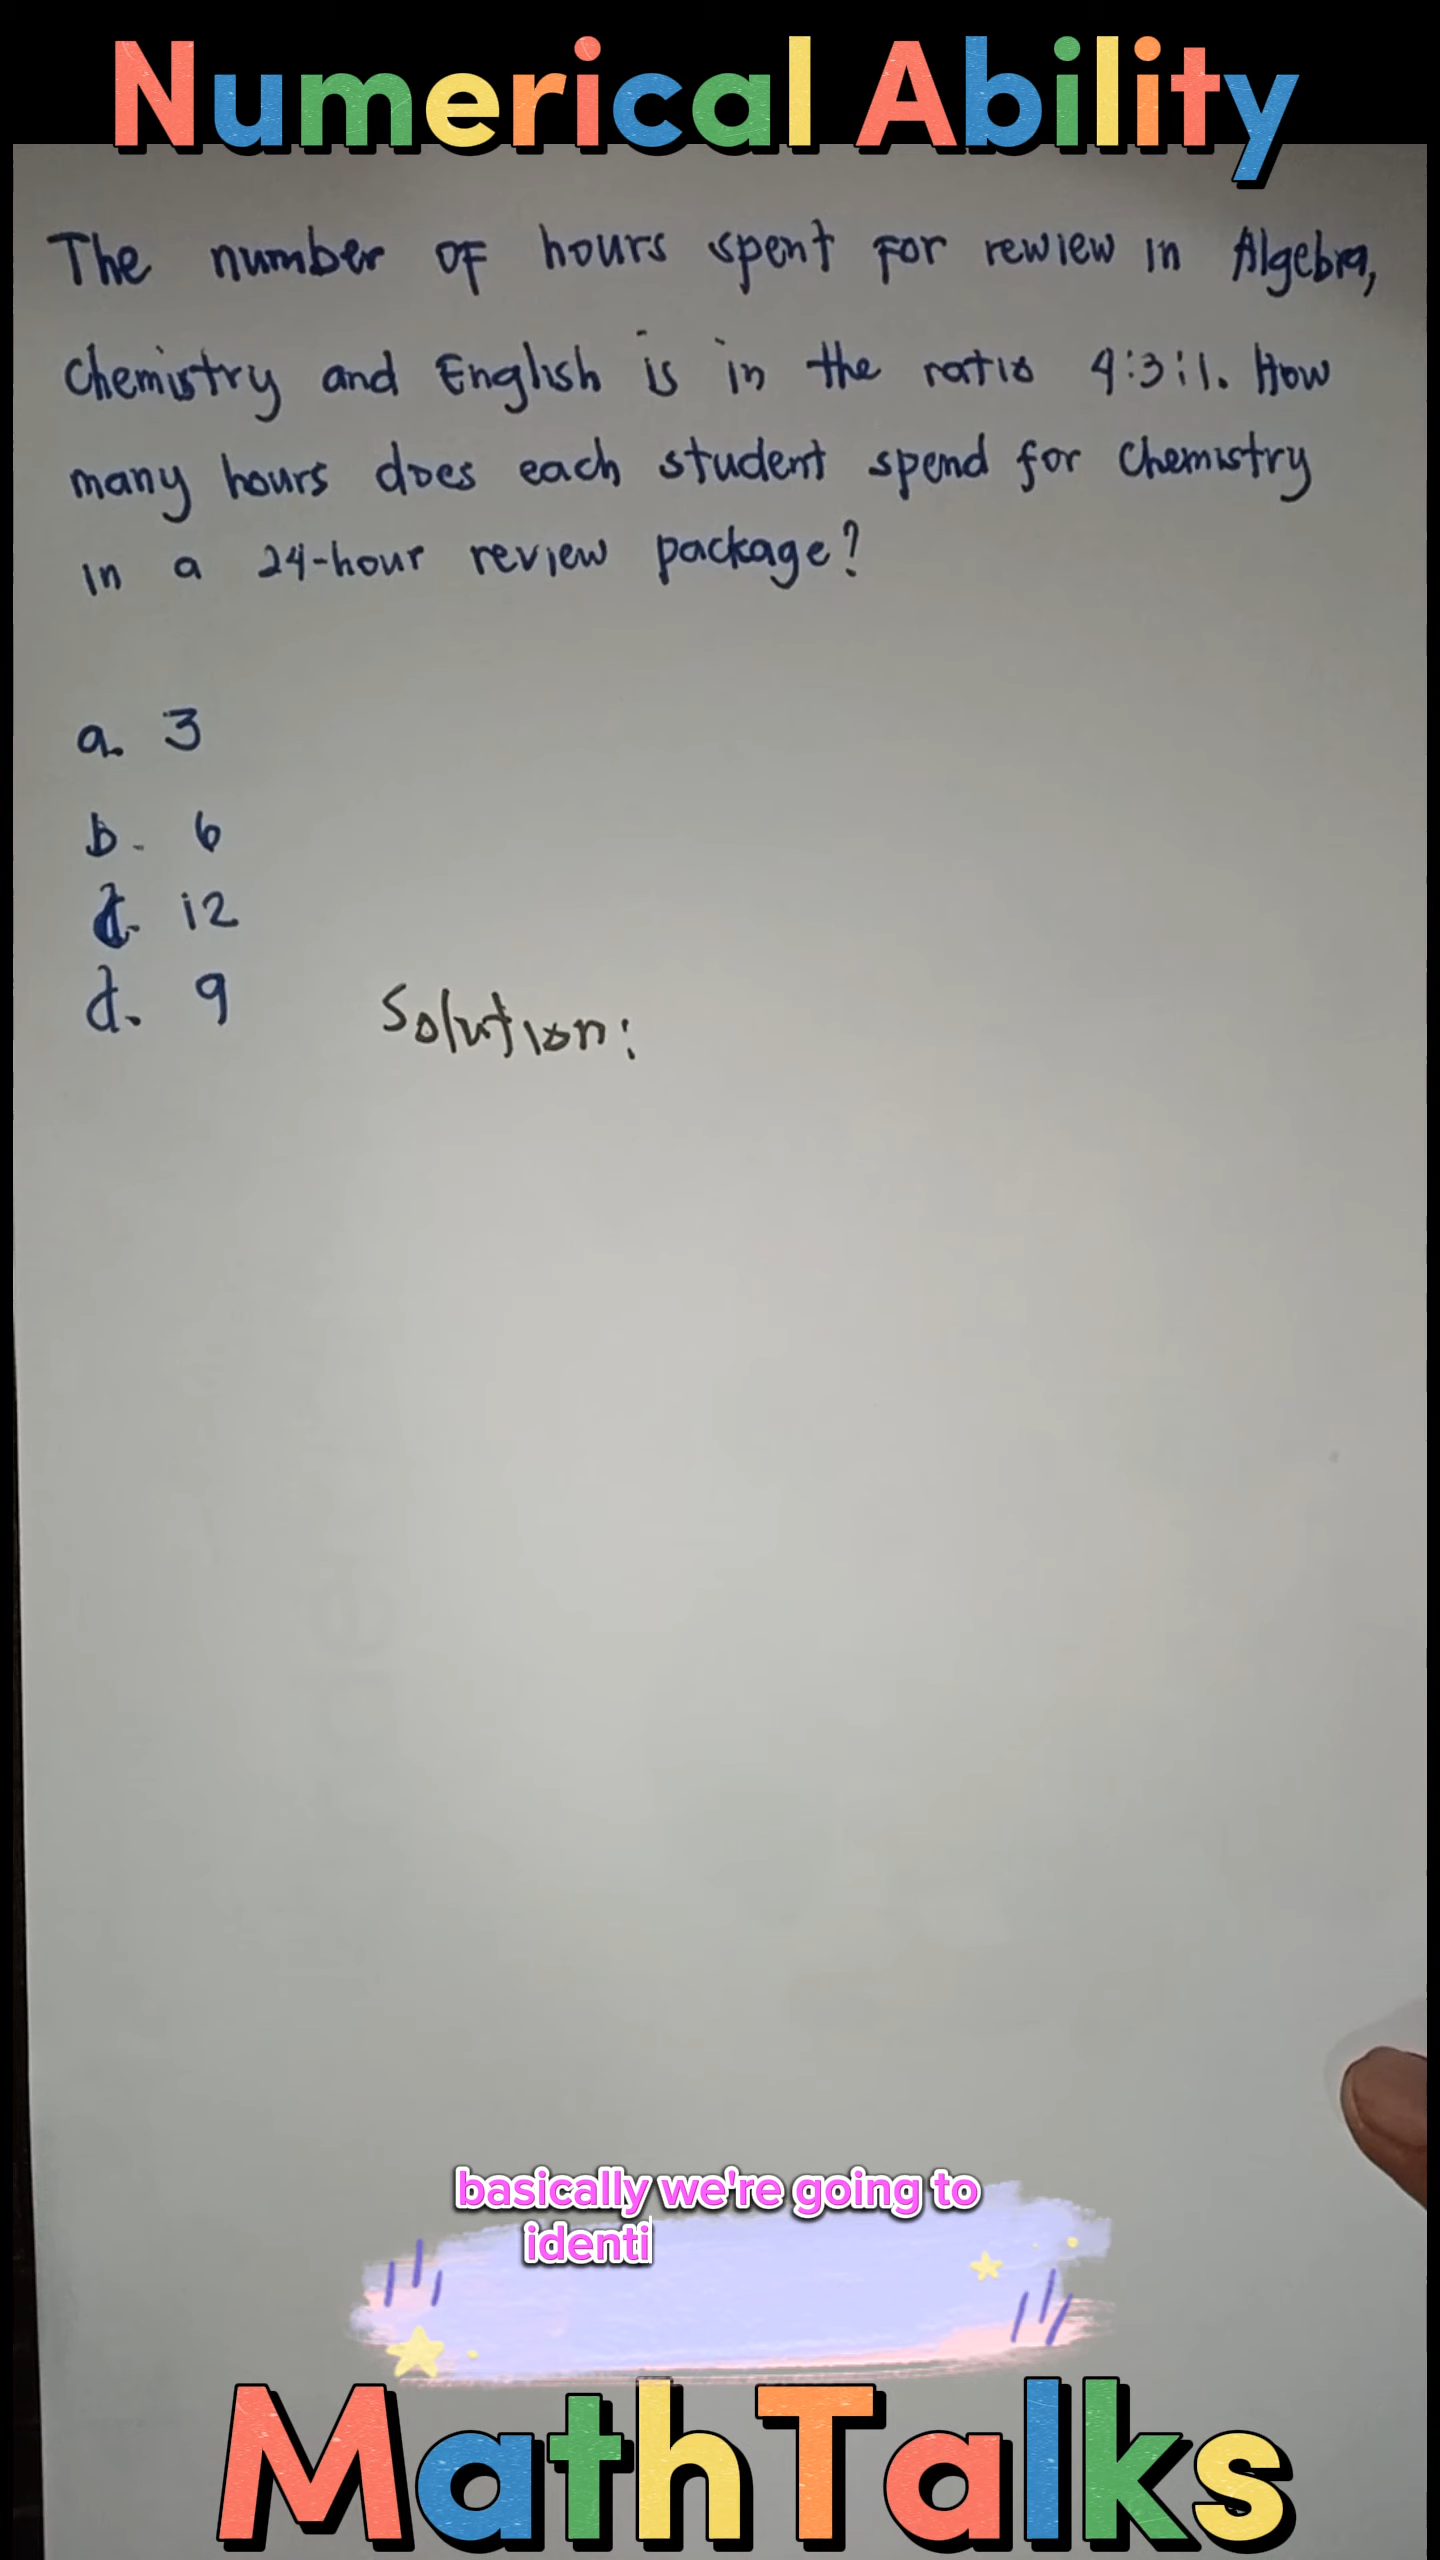 Numerical Ability
The number of hours spent for rewiew in Algebra,
Chemistry and English is in the ratio 4:3:1. How
many hours does each student spend for Chemistry
in a 24-hour review package?
a. 3
b. 6
c. 12
d. 9
Solution:
basically we're going to
identi
MathTalks